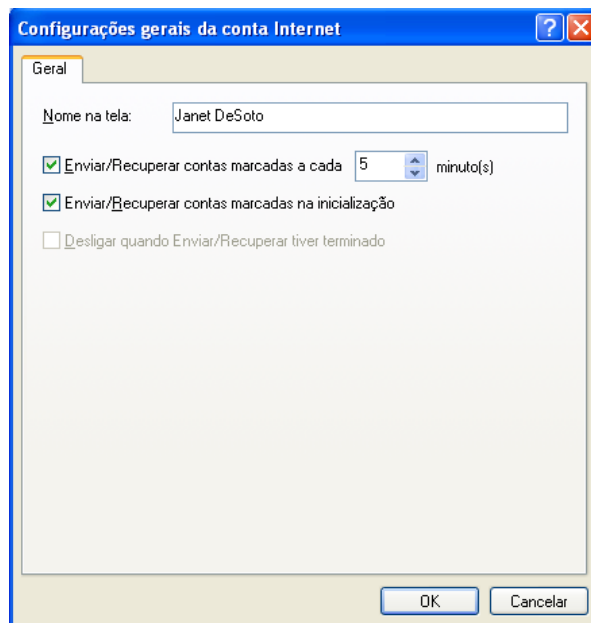 Configurações gerais da conta Internet
Geral
Nome na tela: Janet DeSoto
Enviar/Recuperar contas marcadas a cada 5 minuto(s)
Enviar/Recuperar contas marcadas na inicialização
Desligar quando Enviar/Recuperar tiver terminado
OK Cancelar